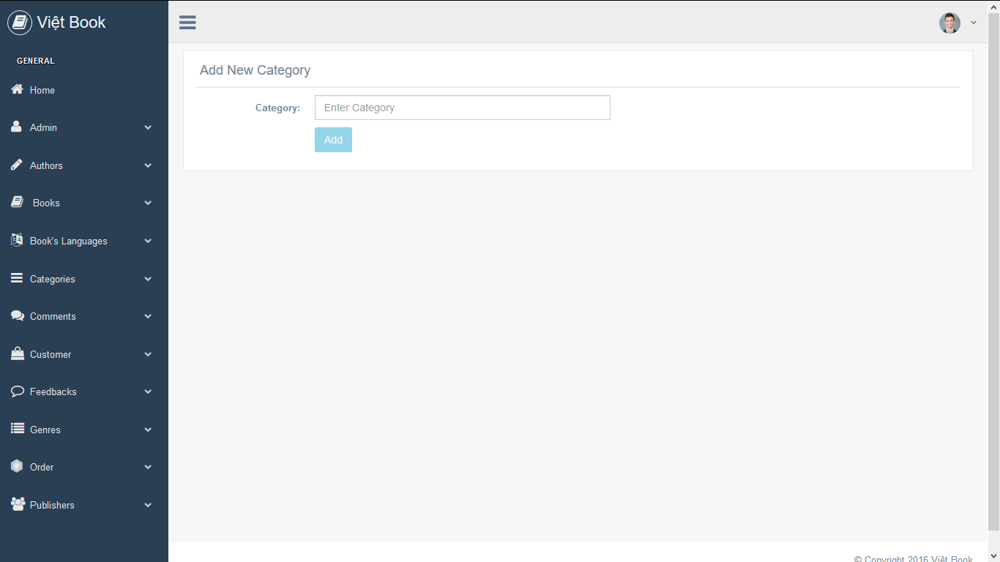 Việt Book
GENERAL
Home
Admin
Authors
Books
Book's Languages
Categories
Comments
Customer
Feedbacks
Genres
Order
Publishers
Add New Category
Category:
Enter Category
Add
© Copyright 2016 Việt Book